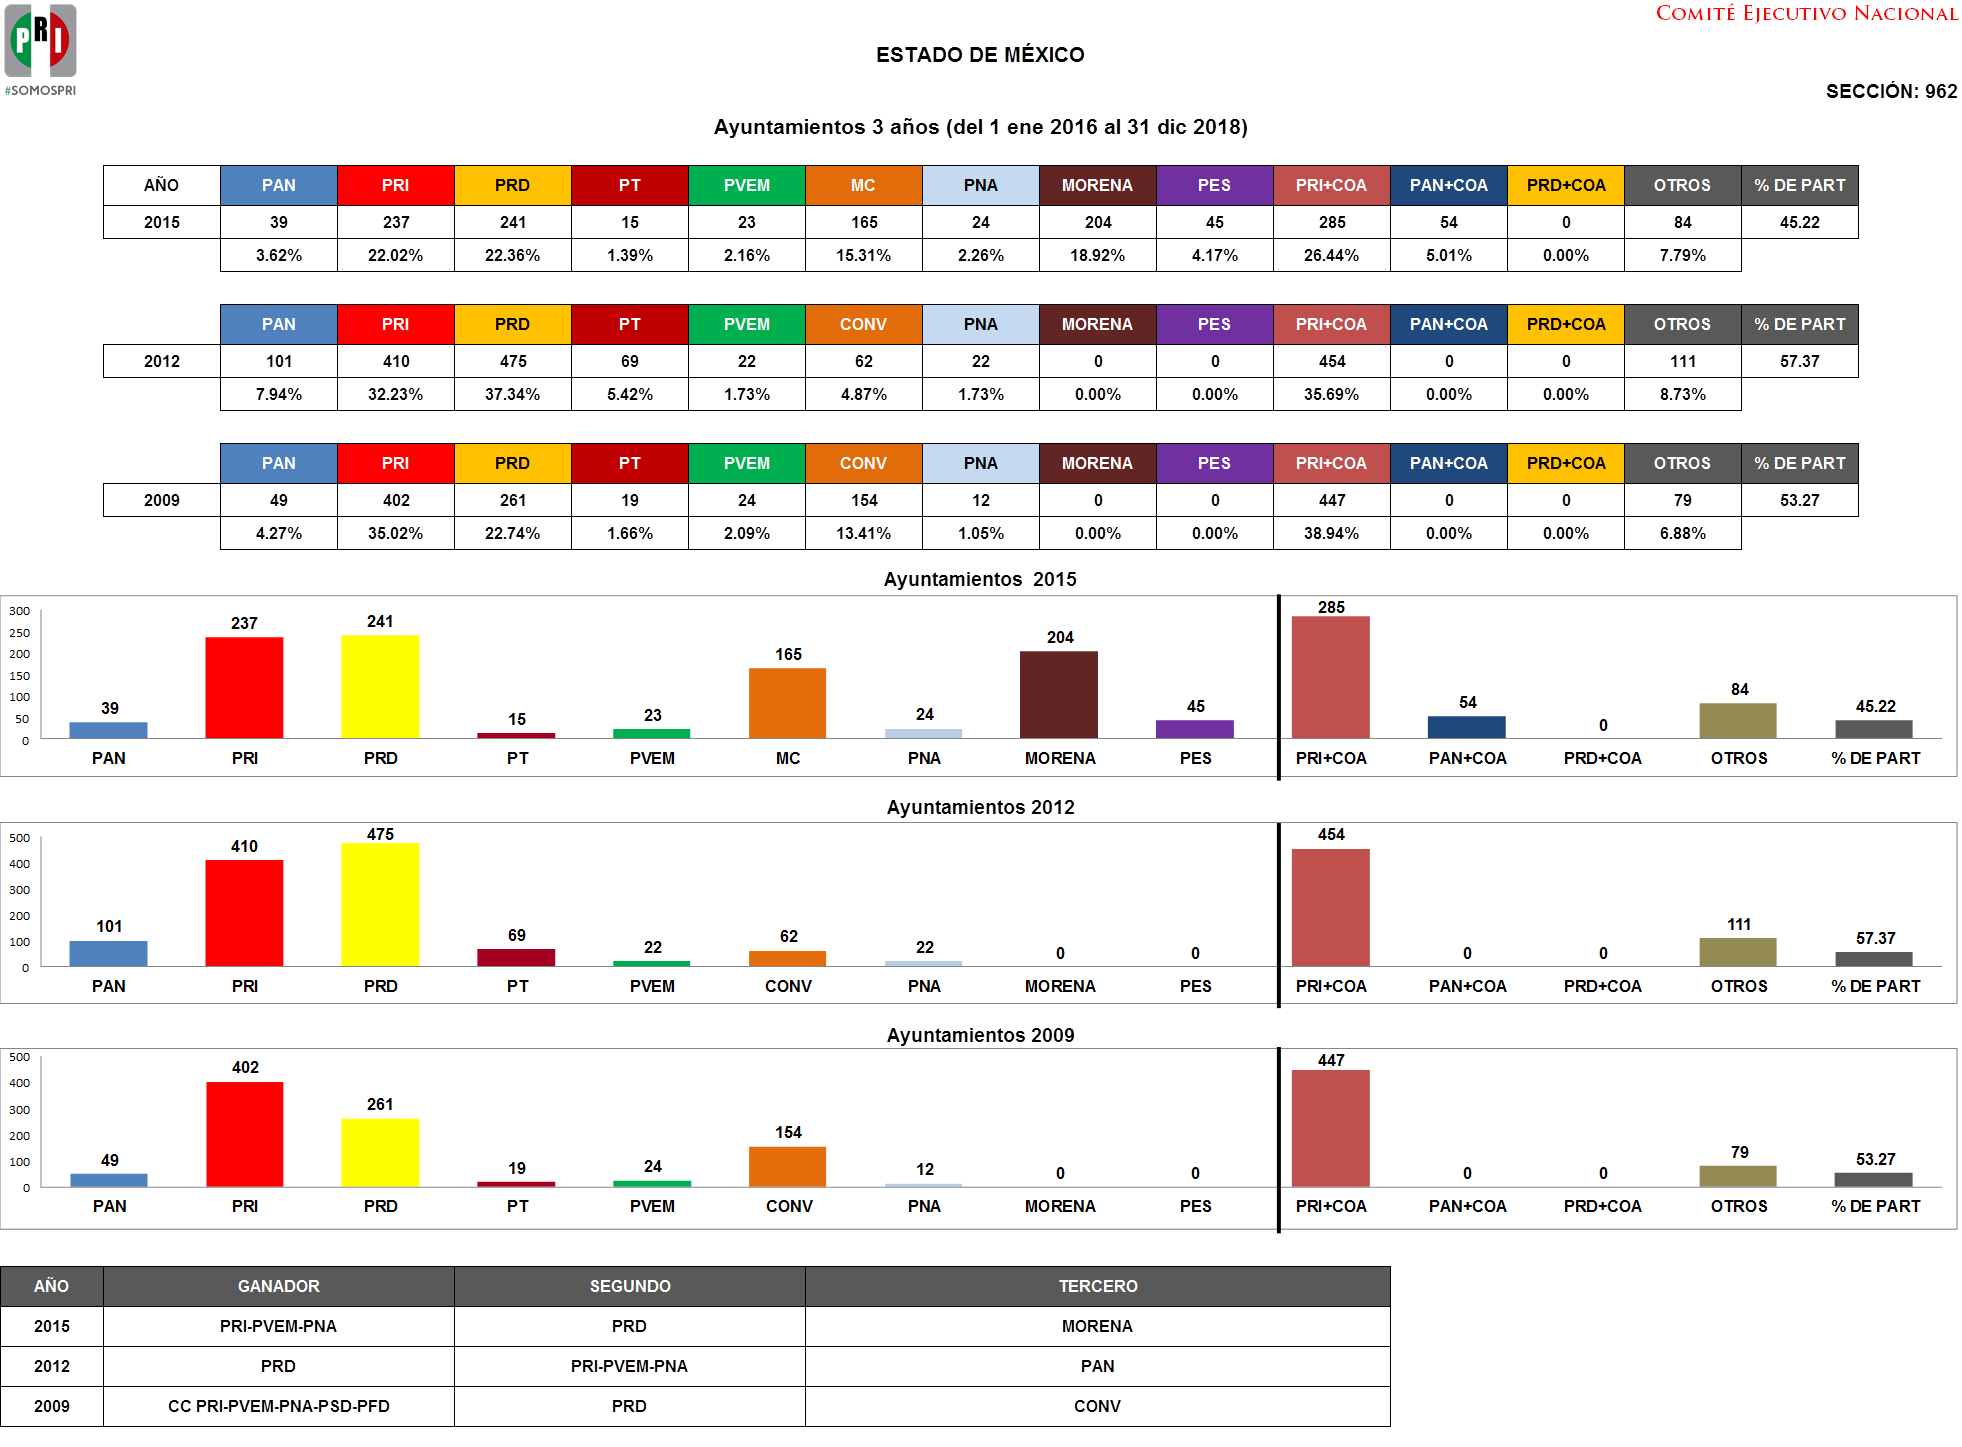 PRI
#SOMOSPRI
COMITÉ EJECUTIVO NACIONAL
ESTADO DE MÉXICO
SECCIÓN: 962
Ayuntamientos 3 años (del 1 ene 2016 al 31 dic 2018)
AÑO PAN PRI PRD PT PVEM MC PNA MORENA PES PRI+COA PAN+COA PRD+COA OTROS % DE PART
2015 39 237 241 15 23 165 24 204 45 285 54 0 84 45.22
3.62% 22.02% 22.36% 1.39% 2.16% 15.31% 2.26% 18.92% 4.17% 26.44% 5.01% 0.00% 7.79%
PAN PRI PRD PT PVEM CONV PNA MORENA PES PRI+COA PAN+COA PRD+COA OTROS % DE PART
2012 101 410 475 69 22 62 22 0 0 454 0 0 111 57.37
7.94% 32.23% 37.34% 5.42% 1.73% 4.87% 1.73% 0.00% 0.00% 35.69% 0.00% 0.00% 8.73%
PAN PRI PRD PT PVEM CONV PNA MORENA PES PRI+COA PAN+COA PRD+COA OTROS % DE PART
2009 49 402 261 19 24 154 12 0 0 447 0 0 79 53.27
4.27% 35.02% 22.74% 1.66% 2.09% 13.41% 1.05% 0.00% 0.00% 38.94% 0.00% 0.00% 6.88%
Ayuntamientos 2015
300
250
200
150
100
50
0
39 237 241 15 23 165 24 204 45 285 54 0 84 45.22
PAN PRI PRD PT PVEM MC PNA MORENA PES PRI+COA PAN+COA PRD+COA OTROS % DE PART
Ayuntamientos 2012
500
400
300
200
100
0
101 410 475 69 22 62 22 0 0 454 0 0 111 57.37
PAN PRI PRD PT PVEM CONV PNA MORENA PES PRI+COA PAN+COA PRD+COA OTROS % DE PART
Ayuntamientos 2009
500
400
300
200
100
0
49 402 261 19 24 154 12 0 0 447 0 0 79 53.27
PAN PRI PRD PT PVEM CONV PNA MORENA PES PRI+COA PAN+COA PRD+COA OTROS % DE PART
AÑO GANADOR SEGUNDO TERCERO
2015 PRI-PVEM-PNA PRD MORENA
2012 PRD PRI-PVEM-PNA PAN
2009 CC PRI-PVEM-PNA-PSD-PFD PRD CONV